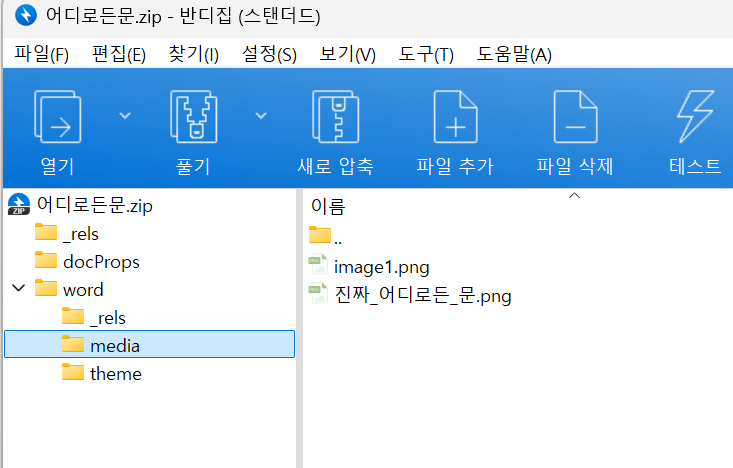 어디로든문.zip - 반디집 (스탠더드)
파일(F) 편집(E) 찾기(I) 설정(S) 보기(V) 도구(T) 도움말(A)
열기 풀기 새로 압축 파일 추가 파일 삭제 테스트
ZIP 어디로든문.zip
_rels
docProps
word
_rels
media
theme
이름
..
PNG image1.png
PNG 진짜_어디로든_문.png